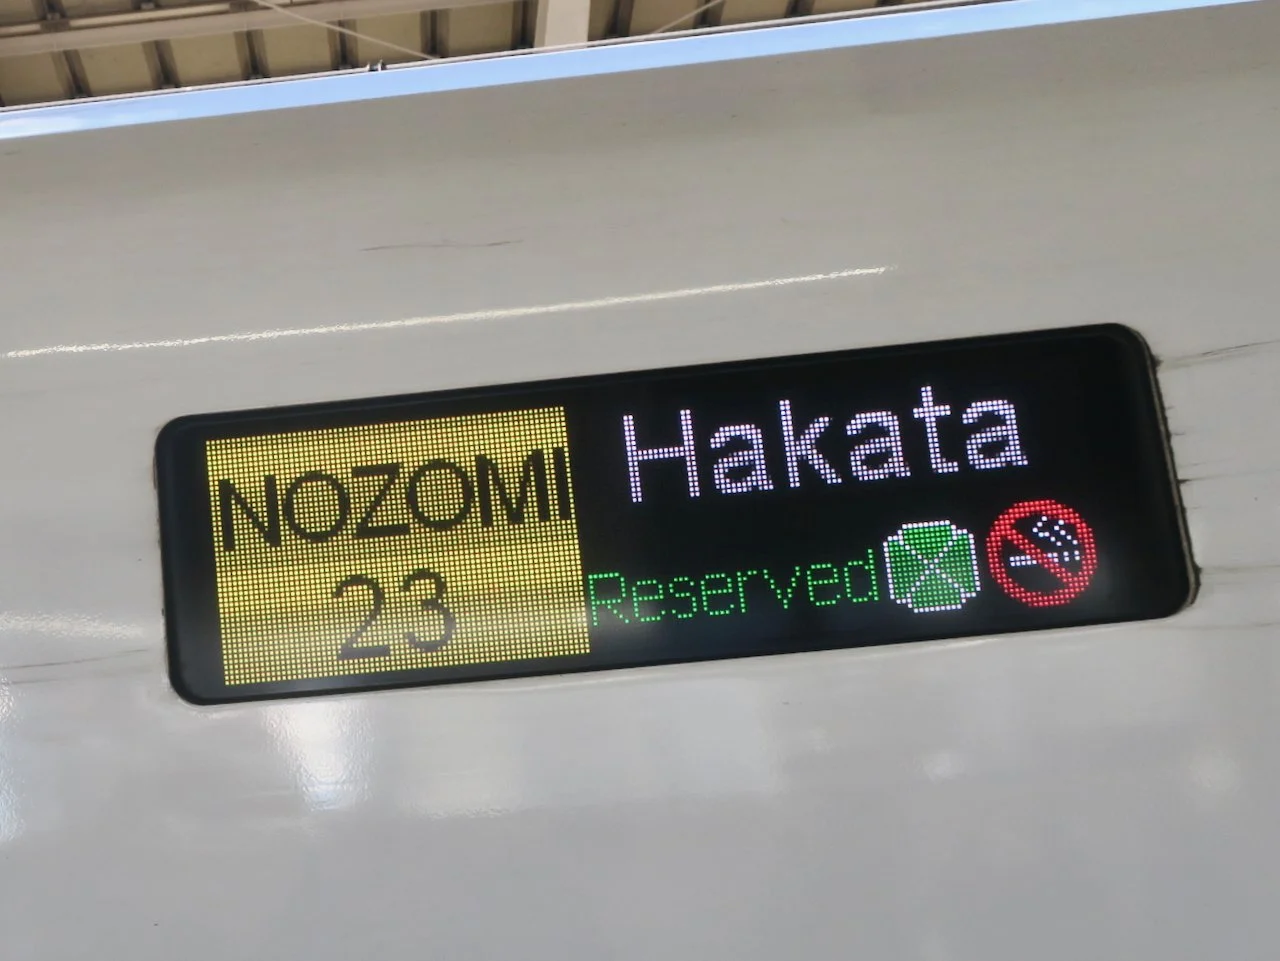 NOZOMI
23
Hakata
Reserved